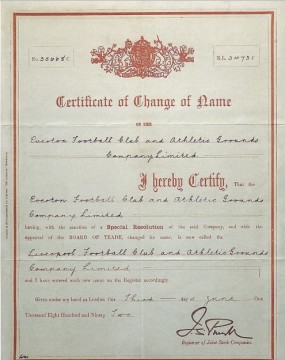 Certificate of Change of Name
OF THE
Everton Football Club and Athletic Grounds
Company Limited
I hereby Certify, That the
Everton Football Club and Athletic Grounds
Company Limited
having, with the sanction of a Special Resolution of the said Company, and with the
approval of the BOARD OF TRADE, changed its name, is now called the
Liverpool Football Club and Athletic Grounds
Company Limited
and I have entered such new name on the Register accordingly.
Given under my hand at London this Third day June One
Thousand Eight Hundred and Ninety Two
Registrar of Joint Stock Companies.